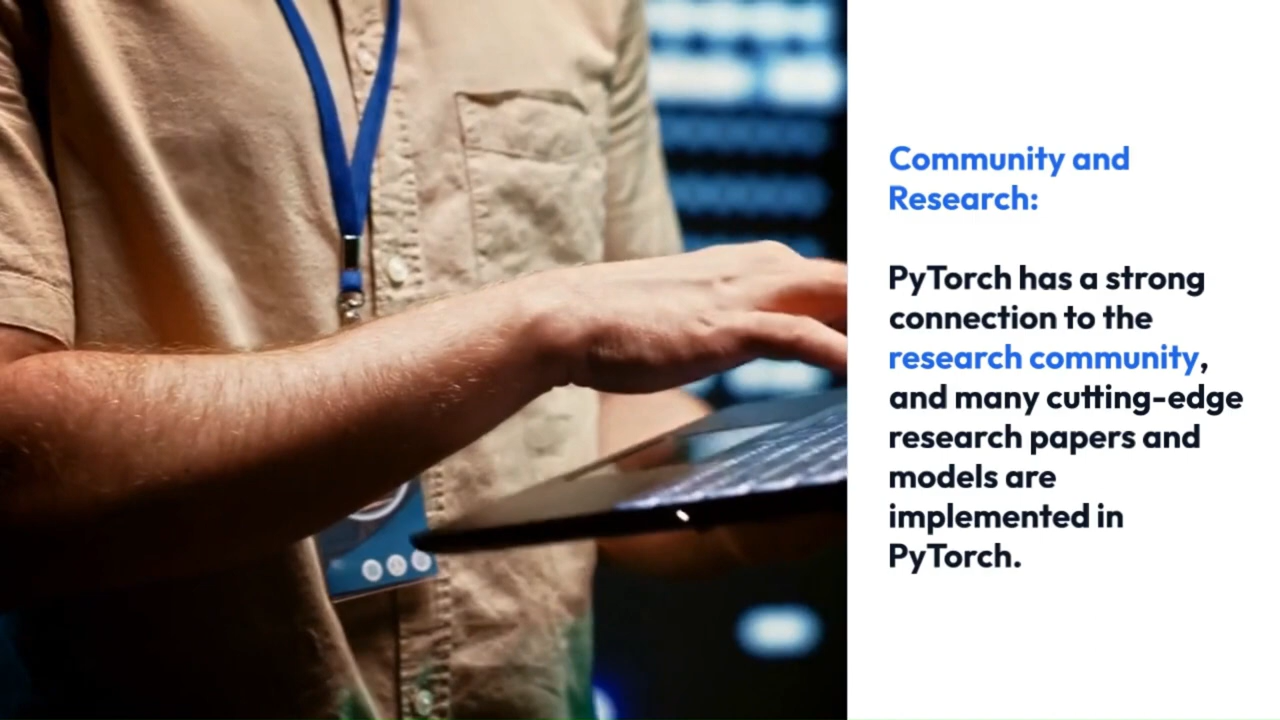 Community and
Research:
PyTorch has a strong
connection to the
research community,
and many cutting-edge
research papers and
models are
implemented in
PyTorch.